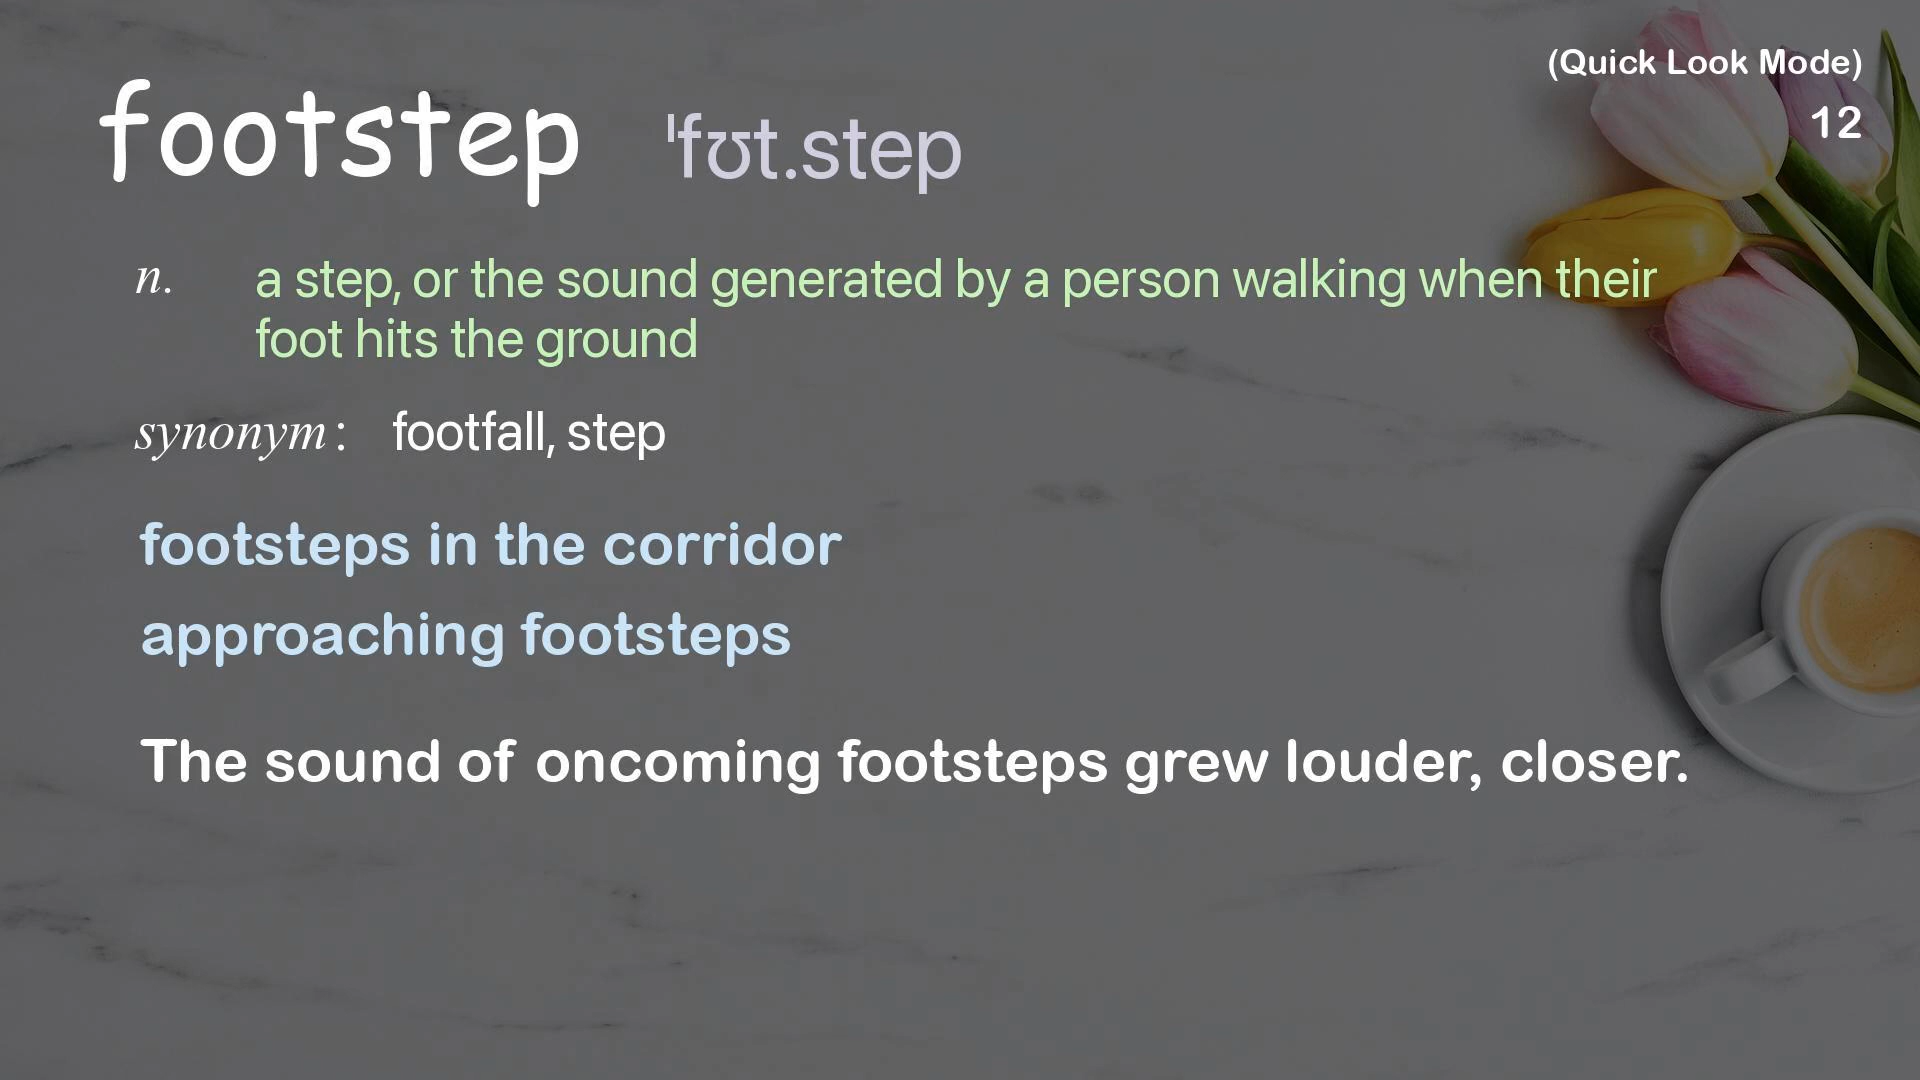 (Quick Look Mode)
footstep ˈfʊt.step
12
n. a step, or the sound generated by a person walking when their
foot hits the ground
synonym: footfall, step
footsteps in the corridor
approaching footsteps
The sound of oncoming footsteps grew louder, closer.